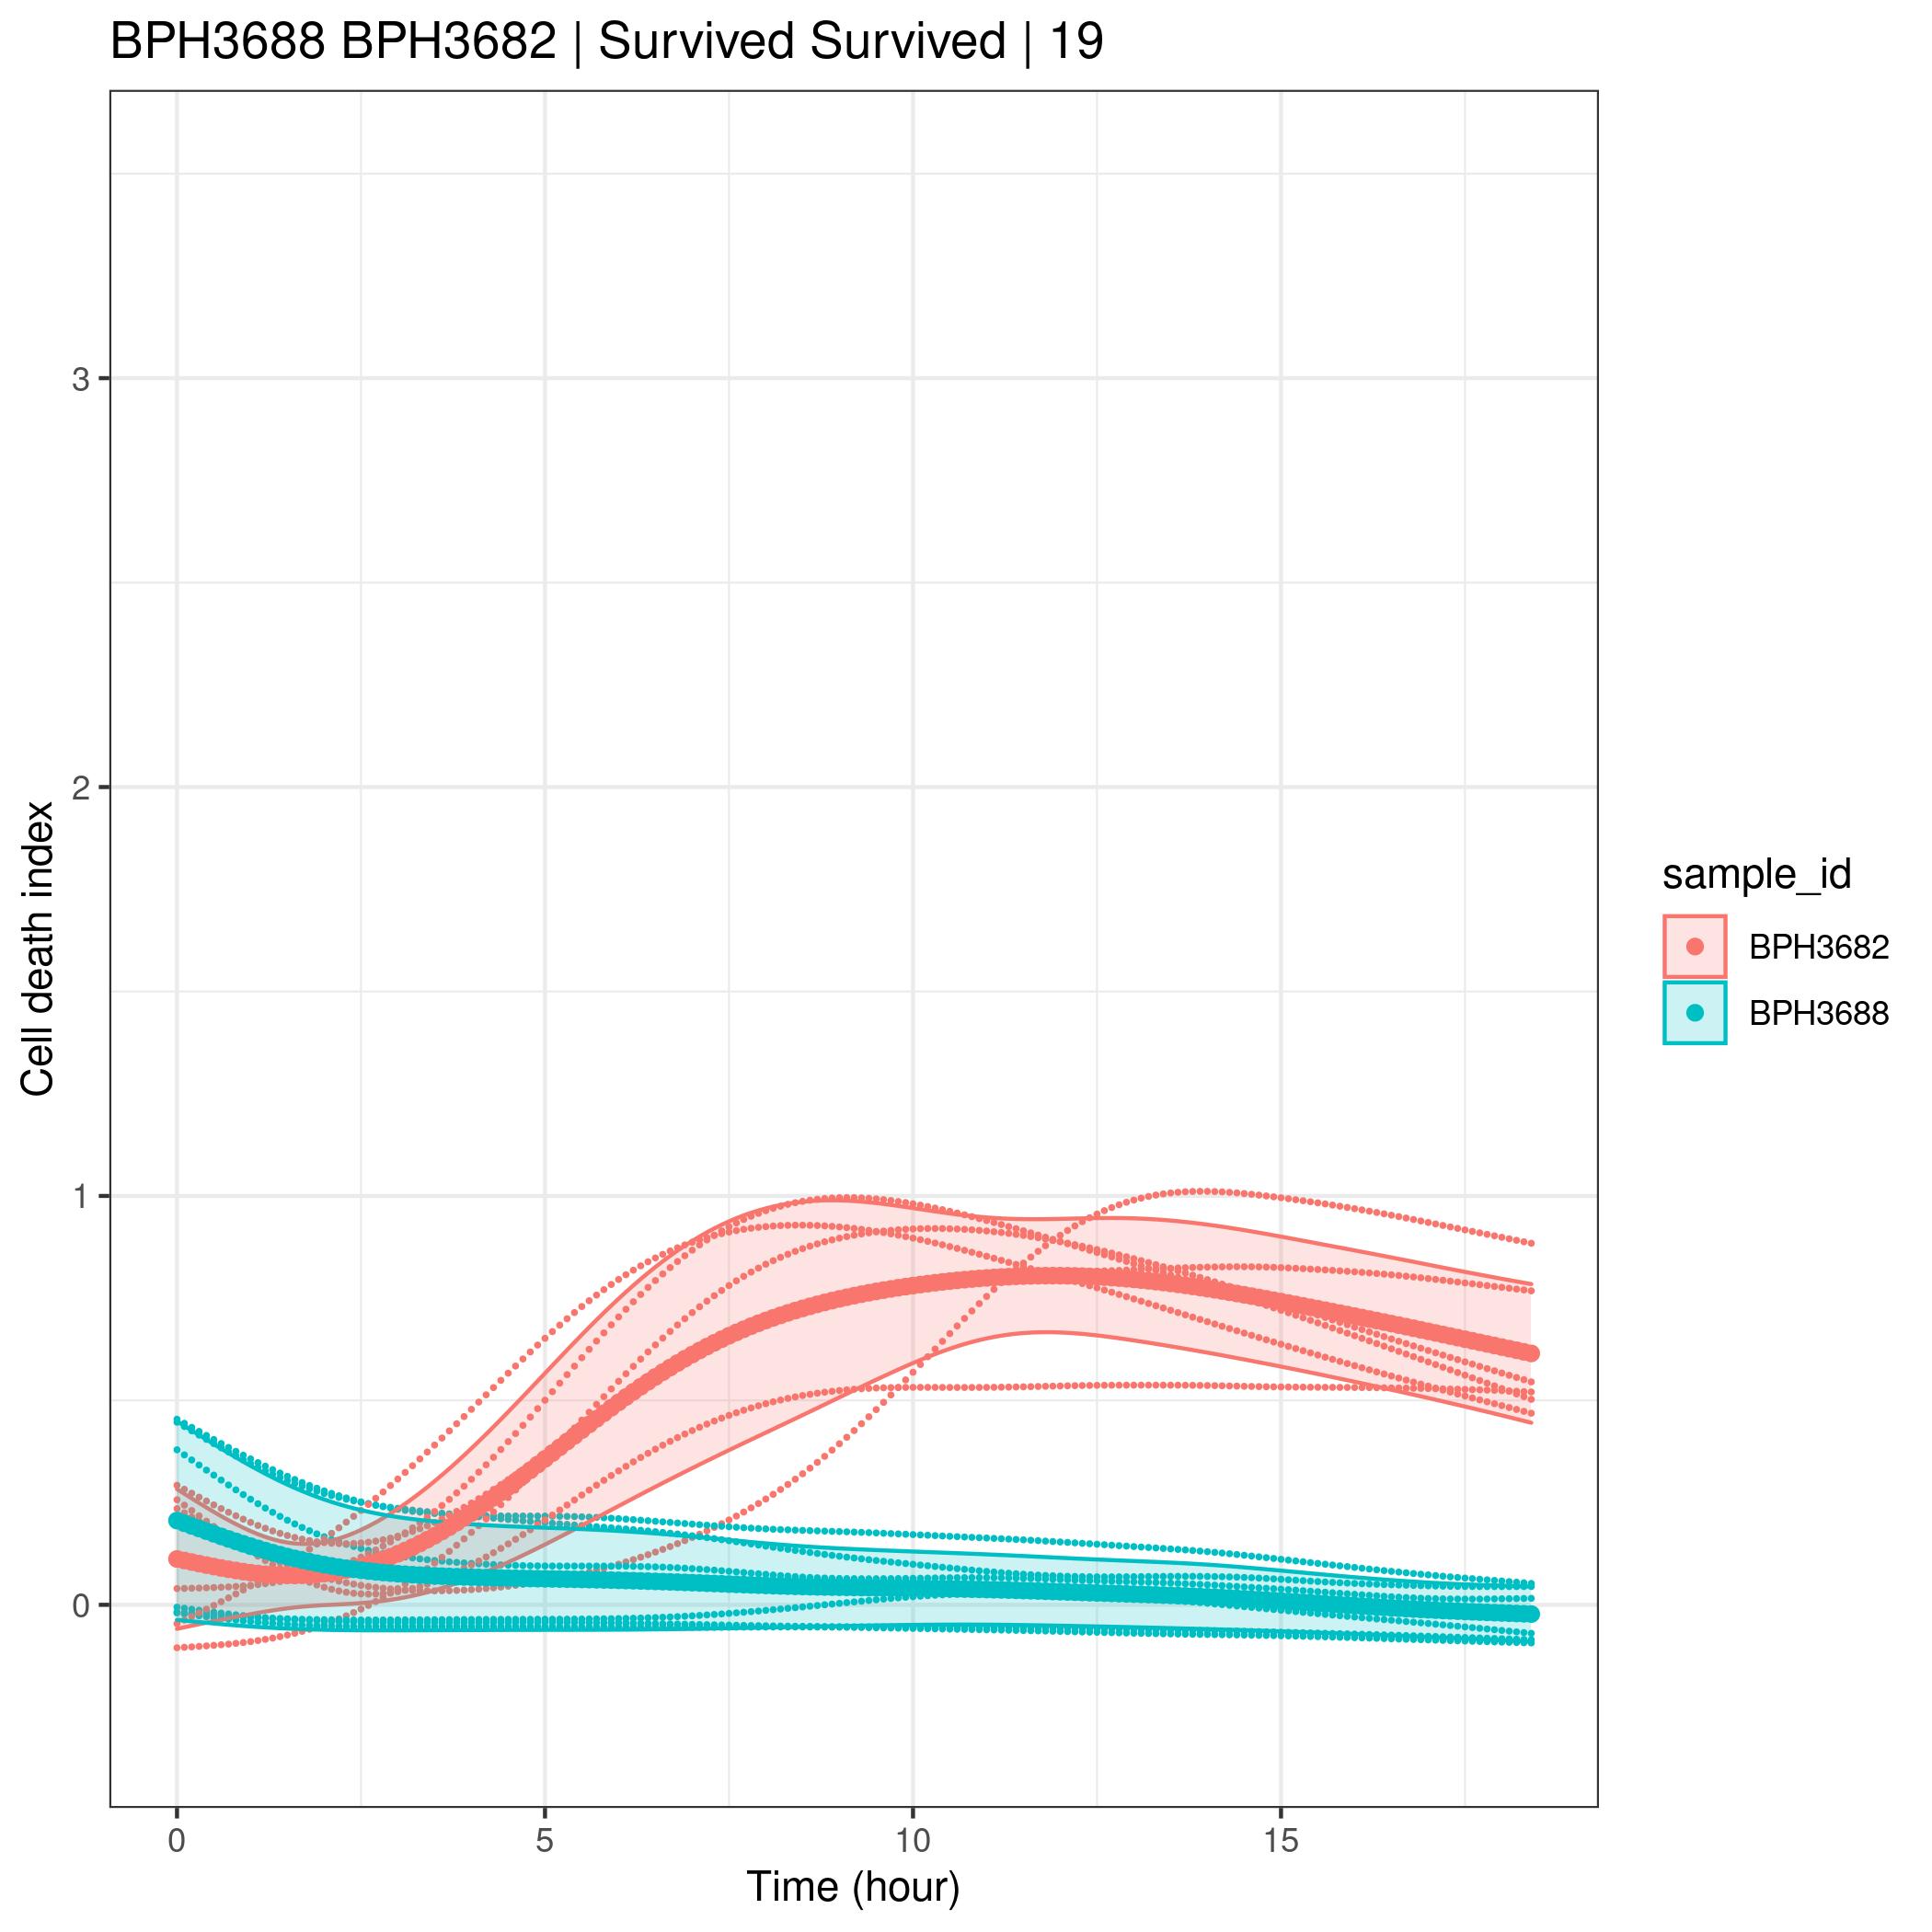 BPH3688 BPH3682 | Survived Survived | 19
Cell death index
3
2
1
0
0 5 10 15
Time (hour)
sample_id
BPH3682
BPH3688